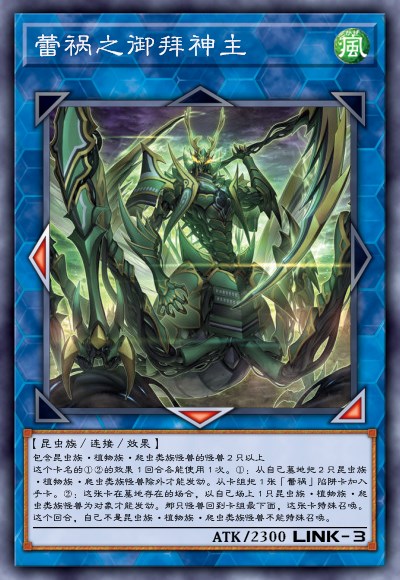 蕾祸之御拜神主
風
【昆虫族／连接／效果】
包含昆虫族·植物族·爬虫类族怪兽的怪兽2只以上
这个卡名的①②的效果1回合各能使用1次。①：从自己墓地把2只昆虫族
·植物族·爬虫类族怪兽除外才能发动。从卡组把1张「蕾祸」陷阱卡加入
手卡。②：这张卡在墓地存在的场合，以自己场上1只昆虫族·植物族·爬
虫类族怪兽为对象才能发动。那只怪兽回到卡组最下面，这张卡特殊召唤。
这个回合，自己不是昆虫族·植物族·爬虫类族怪兽不能特殊召唤。
ATK/2300 LINK-3